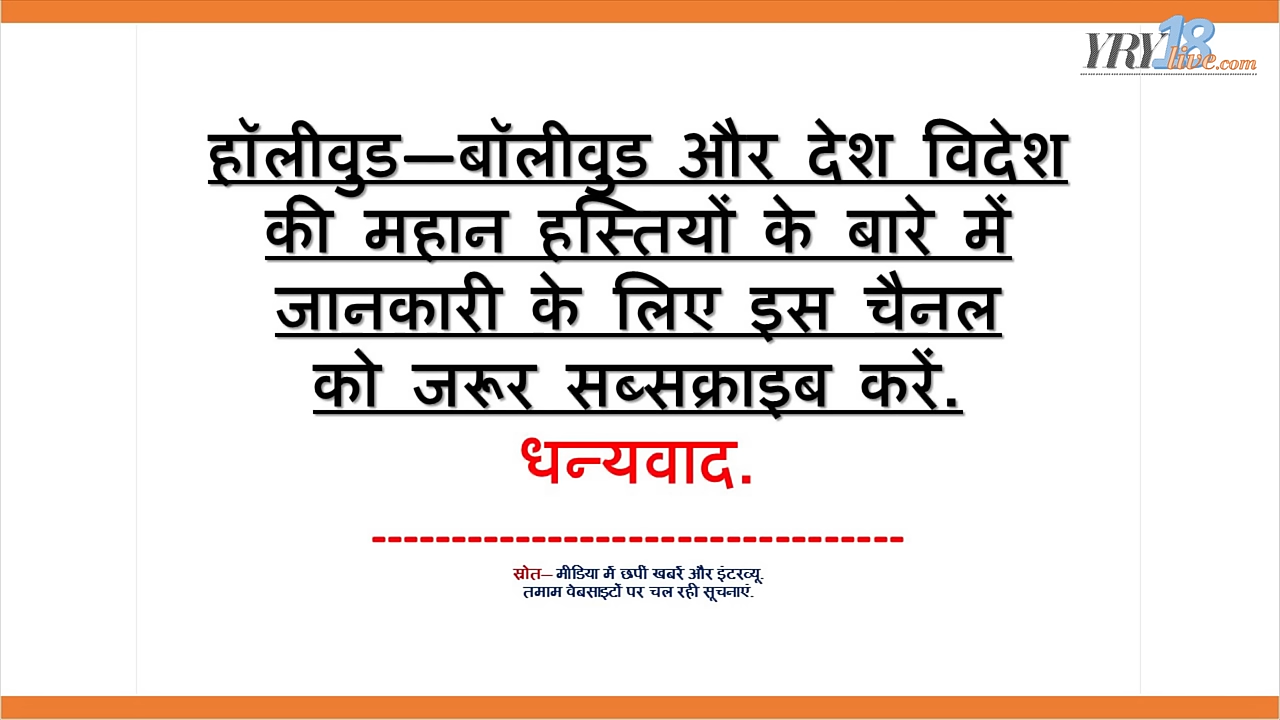 YRY18live.com
हॉलीवुड–बॉलीवुड और देश विदेश
की महान हस्तियों के बारे में
जानकारी के लिए इस चैनल
को जरूर सब्सक्राइब करें.
धन्यवाद.
----------------------------------
स्रोत– मीडिया में छपीं खबरें और इंटरव्यू.
तमाम वेबसाइटों पर चल रही सूचनाएं.